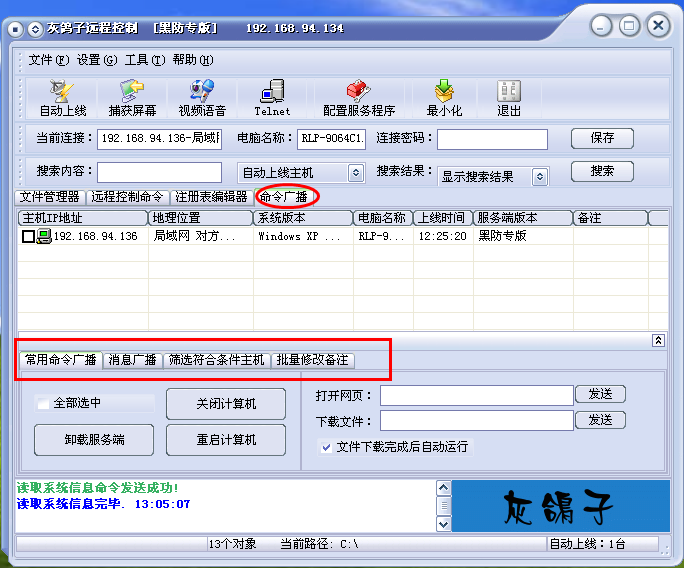 灰鸽子远程控制 [黑防专版] 192.168.94.134
文件(F) 设置(G) 工具(T) 帮助(H)
自动上线 捕获屏幕 视频语音 Telnet 配置服务程序 最小化 退出
当前连接： 192.168.94.136-局域网 电脑名称： RLP-9064C1. 连接密码： 保存
搜索内容： 自动上线主机 搜索结果： 显示搜索结果 搜索
文件管理器 远程控制命令 注册表编辑器 命令广播
主机IP地址 地理位置 系统版本 电脑名称 上线时间 服务端版本 备注
192.168.94.136 局域网 对方... Windows XP ... RLP-9... 12:25:20 黑防专版
常用命令广播 消息广播 筛选符合条件主机 批量修改备注
全部选中 关闭计算机 打开网页： 发送
卸载服务端 重启计算机 下载文件： 发送
文件下载完成后自动运行
读取系统信息命令发送成功!
读取系统信息完毕. 13:05:07
灰鸽子
13个对象 当前路径: C:\ 自动上线:1台